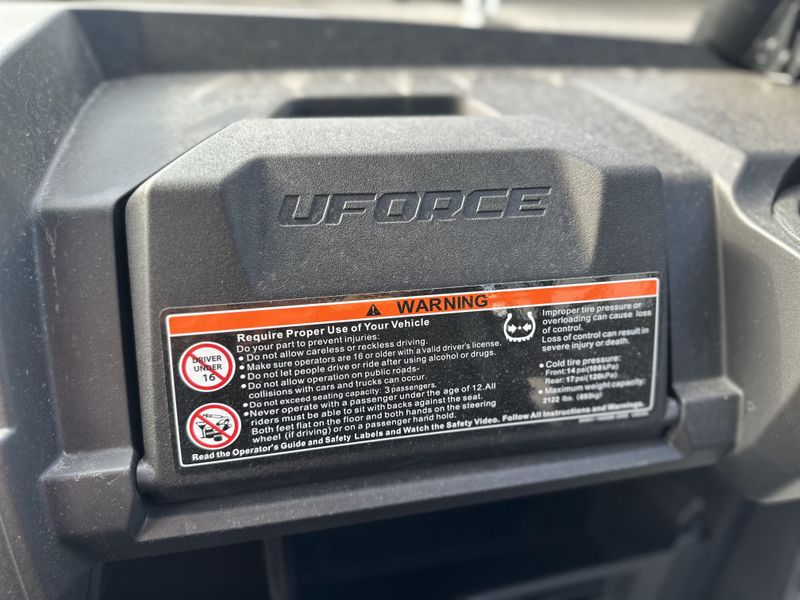 UFORCE
WARNING
Require Proper Use of Your Vehicle
Do your part to prevent injuries:
• Do not allow careless or reckless driving.
• Make sure operators are 16 or older with a valid driver's license.
• Do not let people drive or ride after using alcohol or drugs.
• Do not allow operation on public roads-
collisions with cars and trucks can occur.
• Do not exceed seating capacity: 3 passengers.
• Never operate with a passenger under the age of 12. All
riders must be able to sit with backs against the seat.
Both feet flat on the floor and both hands on the steering
wheel (if driving) or on a passenger hand hold.
Read the Operator's Guide and Safety Labels and Watch the Safety Video. Follow All Instructions and Warnings.
DRIVER
UNDER
16
Improper tire pressure or
overloading can cause loss
of control.
Loss of control can result in
severe injury or death.
• Cold tire pressure:
Front: 14 psi(100kPa)
Rear: 17 psi(120kPa)
• Maximum weight capacity:
2122 lbs.